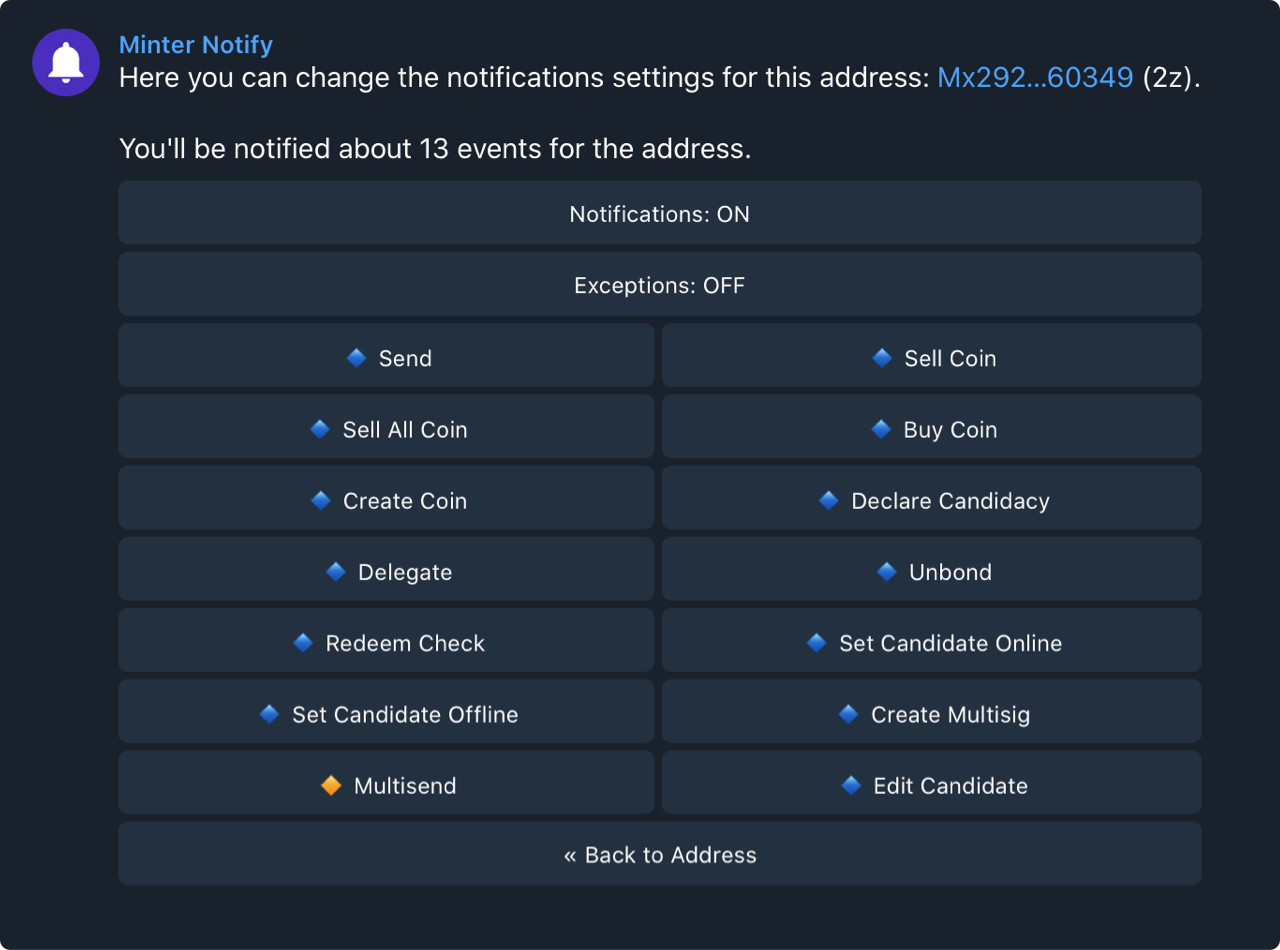 Minter Notify
Here you can change the notifications settings for this address: Mx292...60349 (2z).
You'll be notified about 13 events for the address.
Notifications: ON
Exceptions: OFF
Send
Sell Coin
Sell All Coin
Buy Coin
Create Coin
Declare Candidacy
Delegate
Unbond
Redeem Check
Set Candidate Online
Set Candidate Offline
Create Multisig
Multisend
Edit Candidate
« Back to Address